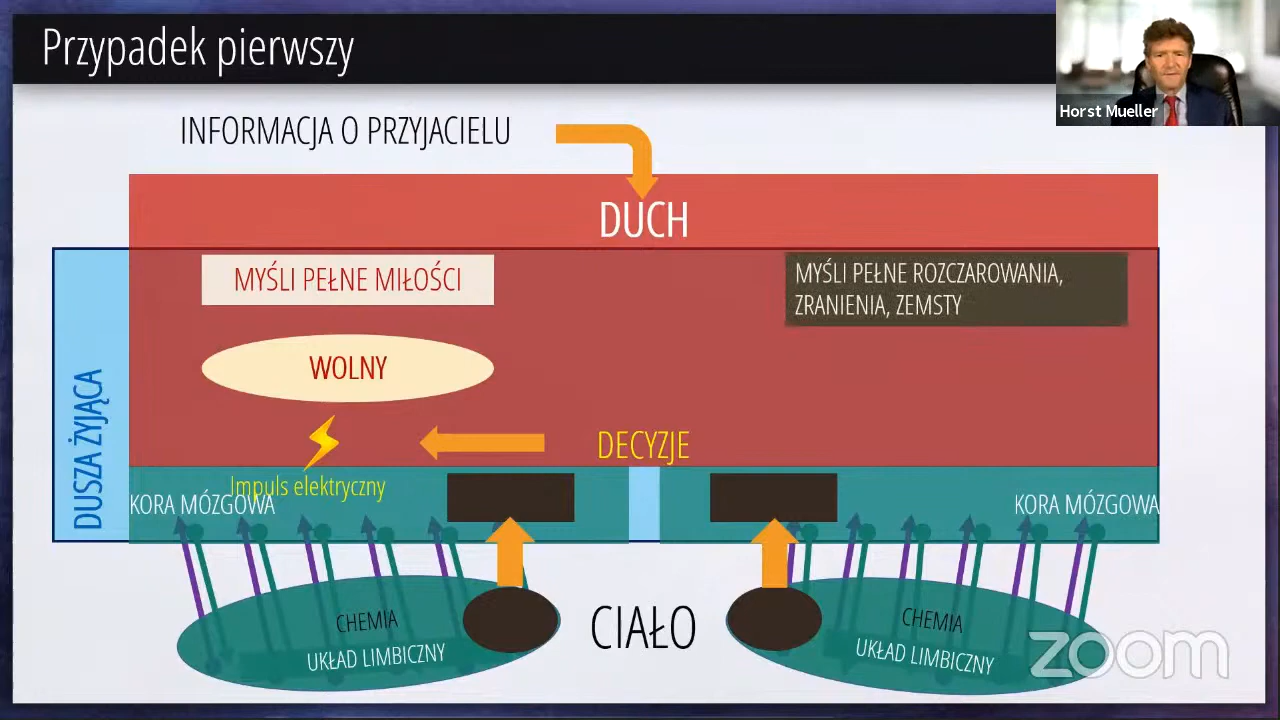 Przypadek pierwszy
Horst Mueller
INFORMACJA O PRZYJACIELU
DUCH
MYŚLI PEŁNE MIŁOŚCI
MYŚLI PEŁNE ROZCZAROWANIA,
ZRANIENIA, ZEMSTY
WOLNY
DUSZA ŻYJĄCA
DECYZJE
Impuls elektryczny
KORA MÓZGOWA
KORA MÓZGOWA
CHEMIA
UKŁAD LIMBICZNY
CIAŁO
CHEMIA
UKŁAD LIMBICZNY
zoom